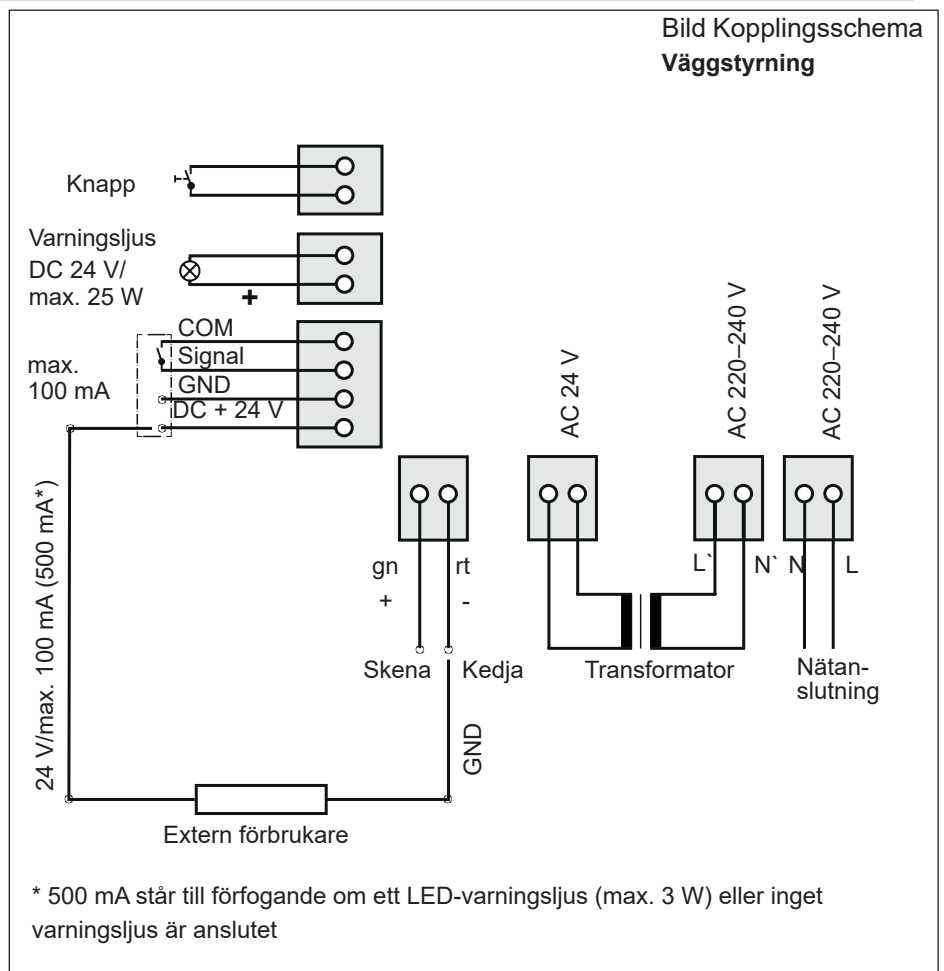 Bild Kopplingsschema
Väggstyrning
Knapp
Varningsljus
DC 24 V/
max. 25 W
+
COM
Signal
GND
DC + 24 V
max.
100 mA
24 V/max. 100 mA (500 mA*)
AC 24 V
AC 220–240 V
AC 220–240 V
gn
rt
+
-
L`
N`
N
L
Skena
Kedja
Transformator
Nätan-
slutning
GND
Extern förbrukare
* 500 mA står till förfogande om ett LED-varningsljus (max. 3 W) eller inget
varningsljus är anslutet